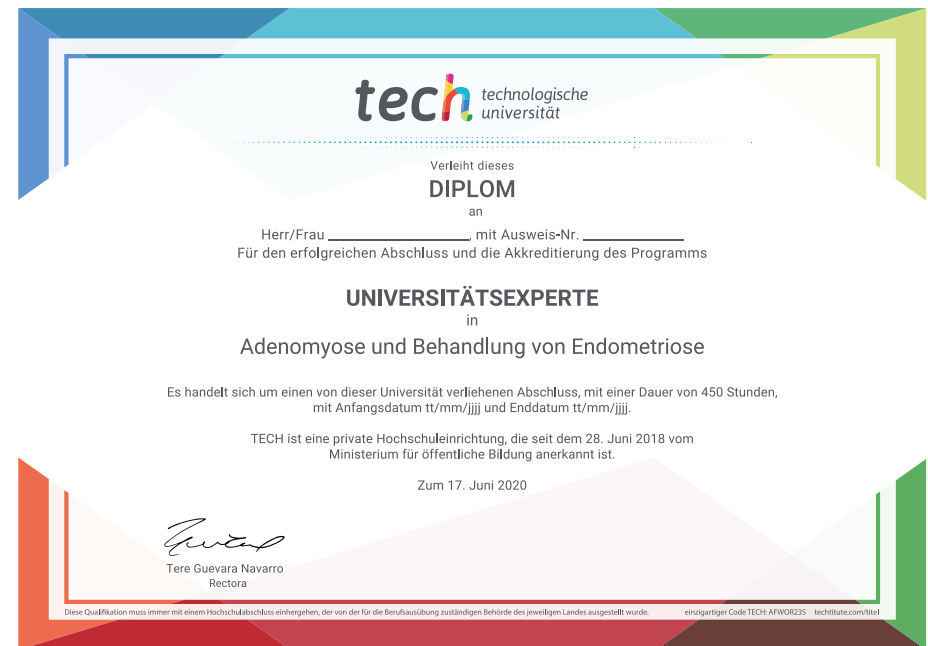 tech technologische
universität
Verleiht dieses
DIPLOM
an
Herr/Frau ____________________, mit Ausweis-Nr. ______________
Für den erfolgreichen Abschluss und die Akkreditierung des Programms
UNIVERSITÄTSEXPERTE
in
Adenomyose und Behandlung von Endometriose
Es handelt sich um einen von dieser Universität verliehenen Abschluss, mit einer Dauer von 450 Stunden,
mit Anfangsdatum tt/mm/jjjj und Enddatum tt/mm/jjjj.
TECH ist eine private Hochschuleinrichtung, die seit dem 28. Juni 2018 vom
Ministerium für öffentliche Bildung anerkannt ist.
Zum 17. Juni 2020
Tere Guevara Navarro
Rectora
Diese Qualifikation muss immer mit einem Hochschulabschluss einhergehen, der von der für die Berufsausübung zuständigen Behörde des jeweiligen Landes ausgestellt wurde. einzigartiger Code TECH: AFWOR23S techtitute.com/titel